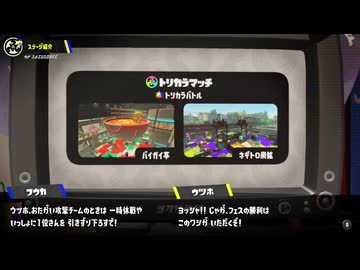 ステージ紹介
トリカラマッチ
トリカラバトル
バイガイ亭
ネギトロ炭鉱
フウカ
ウツホ、おたがい攻撃チームのときは 一時休戦や
いっしょに1位さんを 引きずり下ろすで!
ウツホ
ヨッシャ!! じゃが、フェスの勝利は
このワシが いただくぞ!